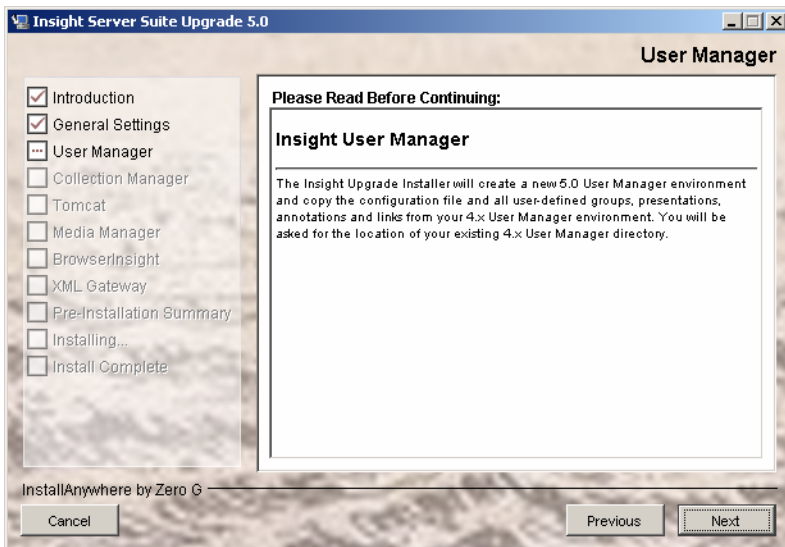 Insight Server Suite Upgrade 5.0
User Manager
Introduction
General Settings
User Manager
Collection Manager
Tomcat
Media Manager
BrowserInsight
XML Gateway
Pre-Installation Summary
Installing...
Install Complete
Please Read Before Continuing:
Insight User Manager
The Insight Upgrade Installer will create a new 5.0 User Manager environment
and copy the configuration file and all user-defined groups, presentations,
annotations and links from your 4.x User Manager environment. You will be
asked for the location of your existing 4.x User Manager directory.
InstallAnywhere by Zero G
Cancel
Previous
Next